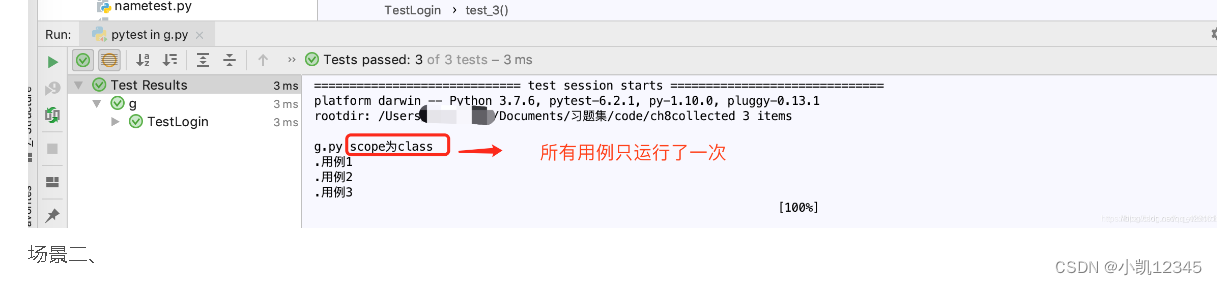 nametest.py
TestLogin › test_3()
Run: pytest in g.py ×
Tests passed: 3 of 3 tests – 3 ms
Test Results 3 ms
g 3 ms
TestLogin 3 ms
============================= test session starts ==============================
platform darwin -- Python 3.7.6, pytest-6.2.1, py-1.10.0, pluggy-0.13.1
rootdir: /Users /Documents/习题集/code/ch8collected 3 items
g.py scope为class
所有用例只运行了一次
.用例1
.用例2
.用例3
[100%]
场景二、
CSDN @小凯12345